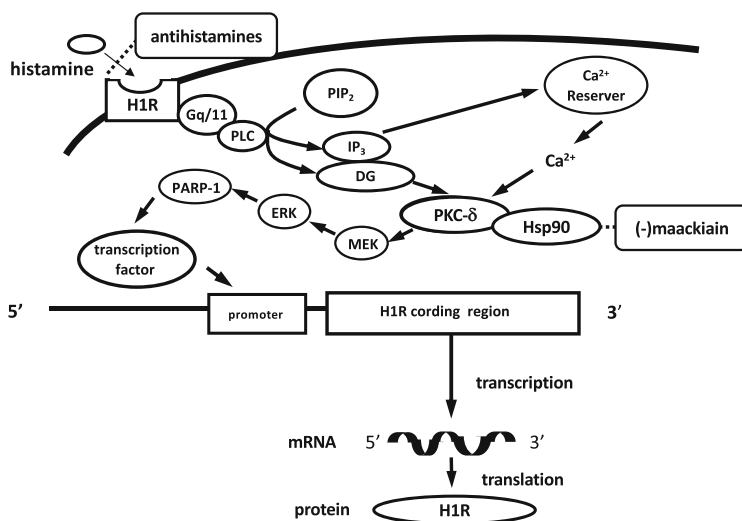 antihistamines
histamine
H1R
Gq/11
PLC
PIP₂
IP₃
DG
Ca²⁺
Reserver
Ca²⁺
PKC-δ
Hsp90
(-)maackiain
MEK
ERK
PARP-1
transcription
factor
5’
promoter
H1R cording region
3’
transcription
mRNA
5’
3’
translation
protein
H1R